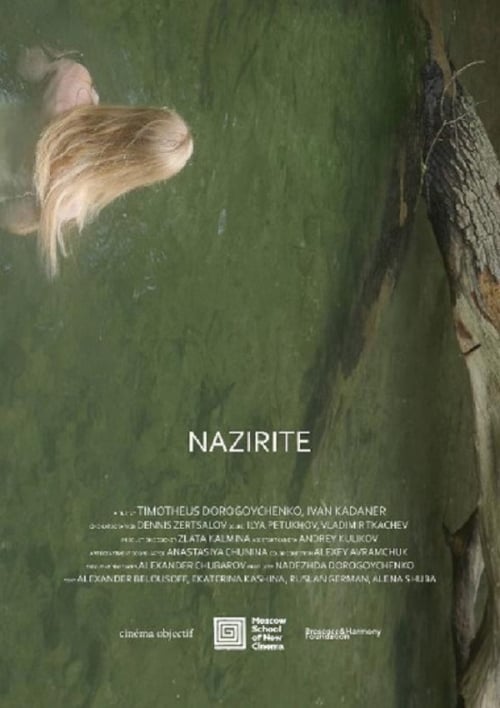 NAZIRITE
TIMOTHEUS DOROGOYCHENKO, IVAN KADANER
DENNIS ZERTSALOV ILYA PETUKHOV, VLADIMIR TKACHEV
ZLATA KALMINA ANDREY KULIKOV
ANASTASIYA CHUNINA ALEXEY AVRAMCHUK
ALEXANDER CHUBAROV NADEZHDA DOROGOYCHENKO
ALEXANDER BELOUSOFF, EKATERINA KASHINA, RUSLAN GERMAN, ALENA SHUBA
cinéma objectif
Moscow
School
of New
Cinema
Presence&Harmony
Foundation